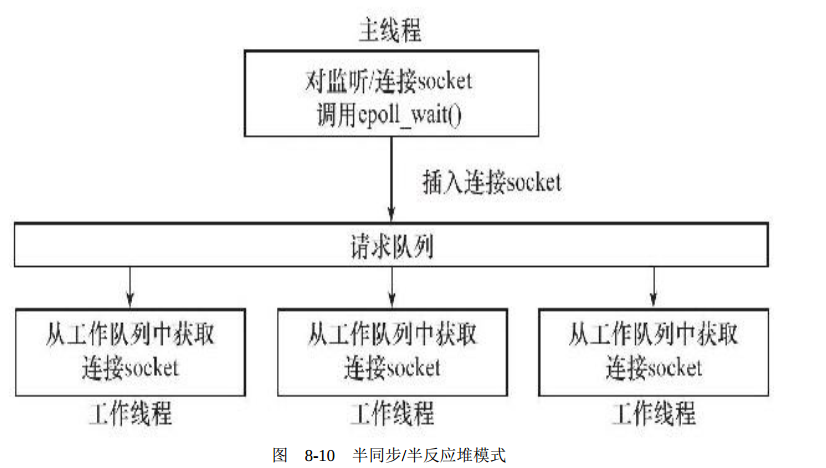 主线程
对监听/连接socket
调用epoll_wait()
插入连接socket
请求队列
从工作队列中获取
连接socket
从工作队列中获取
连接socket
从工作队列中获取
连接socket
工作线程
工作线程
工作线程
图 8-10 半同步/半反应堆模式